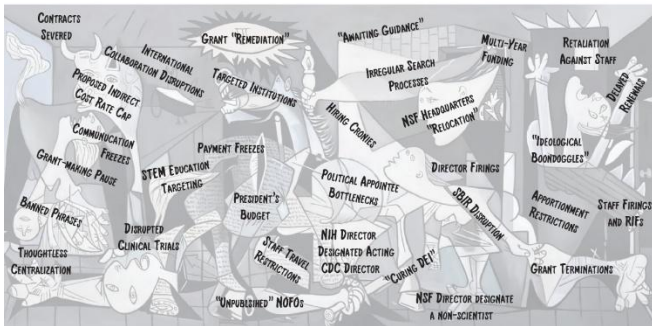 Contracts
Severed
Grant "Remediation"
"Awaiting Guidance"
Multi-Year
Funding
Retaliation
Against Staff
International
Collaboration Disruptions
Irregular Search
Processes
Delayed
Renewals
Proposed Indirect
Cost Rate Cap
Targeted Institutions
Hiring Cronies
NSF Headquarters
"Relocation"
Communication
Freezes
Payment Freezes
"Ideological
Boondoggles"
Grant-making Pause
STEM Education
Targeting
Director Firings
Political Appointee
Bottlenecks
President's
Budget
SBIR Disruption
Apportionment
Restrictions
Staff Firings
and RIFs
Banned Phrases
Disrupted
Clinical Trials
NIH Director
Designated Acting
CDC Director
Staff Travel
Restrictions
"Curing DEI"
Thoughtless
Centralization
Grant Terminations
"Unpublished" NOFOs
NSF Director designate
a non-scientist